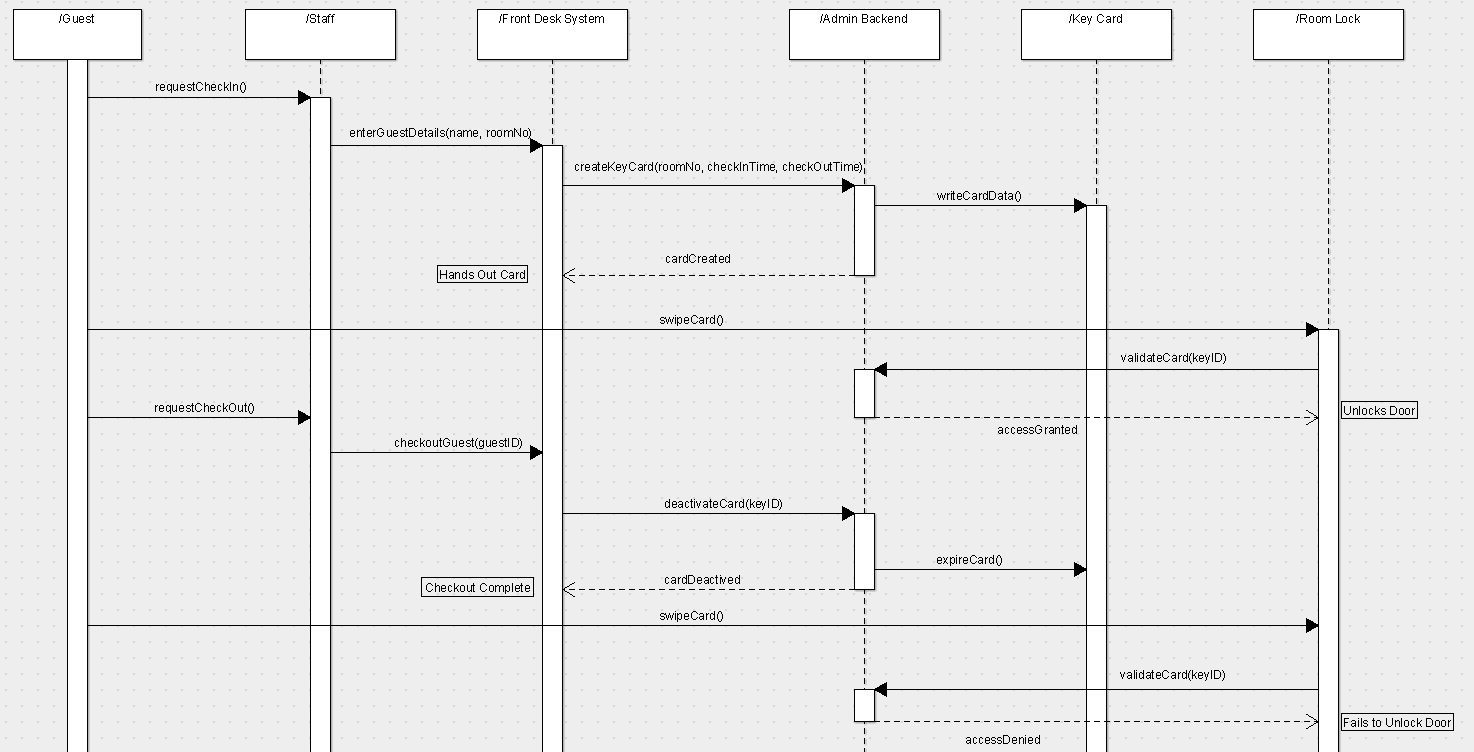 /Guest
/Staff
/Front Desk System
/Admin Backend
/Key Card
/Room Lock
requestCheckIn()
enterGuestDetails(name, roomNo)
createKeyCard(roomNo, checkInTime, checkOutTime)
writeCardData()
cardCreated
Hands Out Card
swipeCard()
validateCard(keyID)
requestCheckOut()
Unlocks Door
accessGranted
checkoutGuest(guestID)
deactivateCard(keyID)
expireCard()
cardDeactived
Checkout Complete
swipeCard()
validateCard(keyID)
Fails to Unlock Door
accessDenied